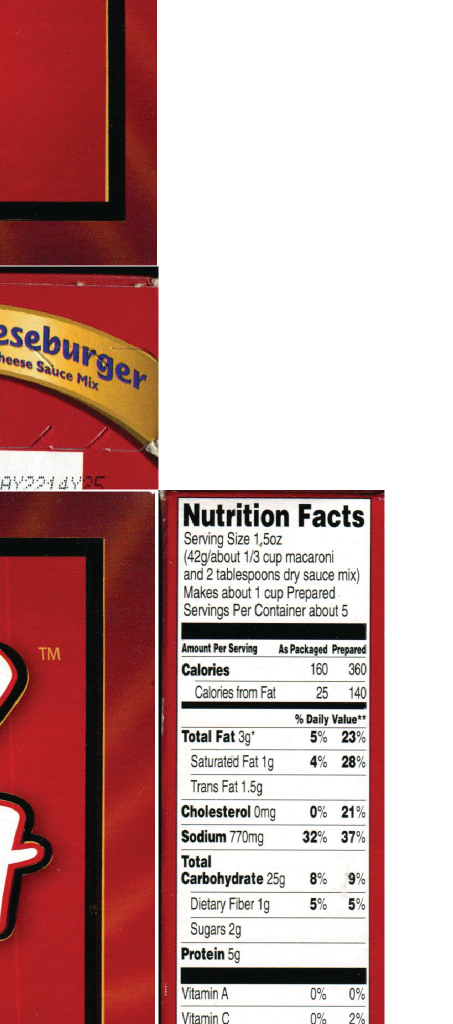 eseburger
heese Sauce Mix
AY2214Y25
TM
Nutrition Facts
Serving Size 1,5oz
(42g/about 1/3 cup macaroni
and 2 tablespoons dry sauce mix)
Makes about 1 cup Prepared
Servings Per Container about 5
Amount Per Serving As Packaged Prepared
Calories 160 360
Calories from Fat 25 140
% Daily Value**
Total Fat 3g* 5% 23%
Saturated Fat 1g 4% 28%
Trans Fat 1.5g
Cholesterol 0mg 0% 21%
Sodium 770mg 32% 37%
Total
Carbohydrate 25g 8% 9%
Dietary Fiber 1g 5% 5%
Sugars 2g
Protein 5g
Vitamin A 0% 0%
Vitamin C 0% 2%